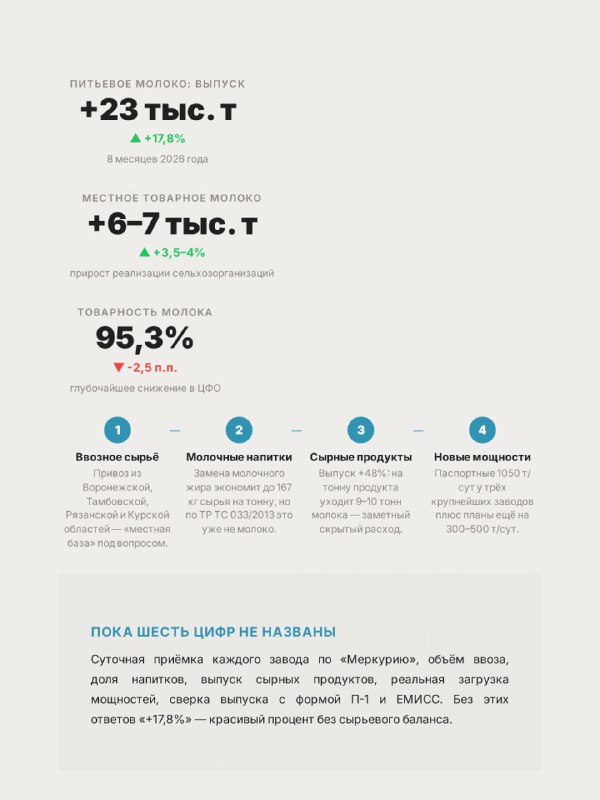 ПИТЬЕВОЕ МОЛОКО: ВЫПУСК
+23 тыс. т
▲ +17,8%
8 месяцев 2026 года
МЕСТНОЕ ТОВАРНОЕ МОЛОКО
+6–7 тыс. т
▲ +3,5–4%
прирост реализации сельхозорганизаций
ТОВАРНОСТЬ МОЛОКА
95,3%
▼ -2,5 п.п.
глубочайшее снижение в ЦФО
1
Ввозное сырьё
Привоз из
Воронежской,
Тамбовской,
Рязанской и Курской
областей — «местная
база» под вопросом.
2
Молочные напитки
Замена молочного
жира экономит до 167
кг сырья на тонну, но
по ТР ТС 033/2013 это
уже не молоко.
3
Сырные продукты
Выпуск +48%: на
тонну продукта
уходит 9–10 тонн
молока — заметный
скрытый расход.
4
Новые мощности
Паспортные 1050 т/
сут у трёх
крупнейших заводов
плюс планы ещё на
300–500 т/сут.
ПОКА ШЕСТЬ ЦИФР НЕ НАЗВАНЫ
Суточная приёмка каждого завода по «Меркурию», объём ввоза,
доля напитков, выпуск сырных продуктов, реальная загрузка
мощностей, сверка выпуска с формой П-1 и ЕМИСС. Без этих
ответов «+17,8%» — красивый процент без сырьевого баланса.